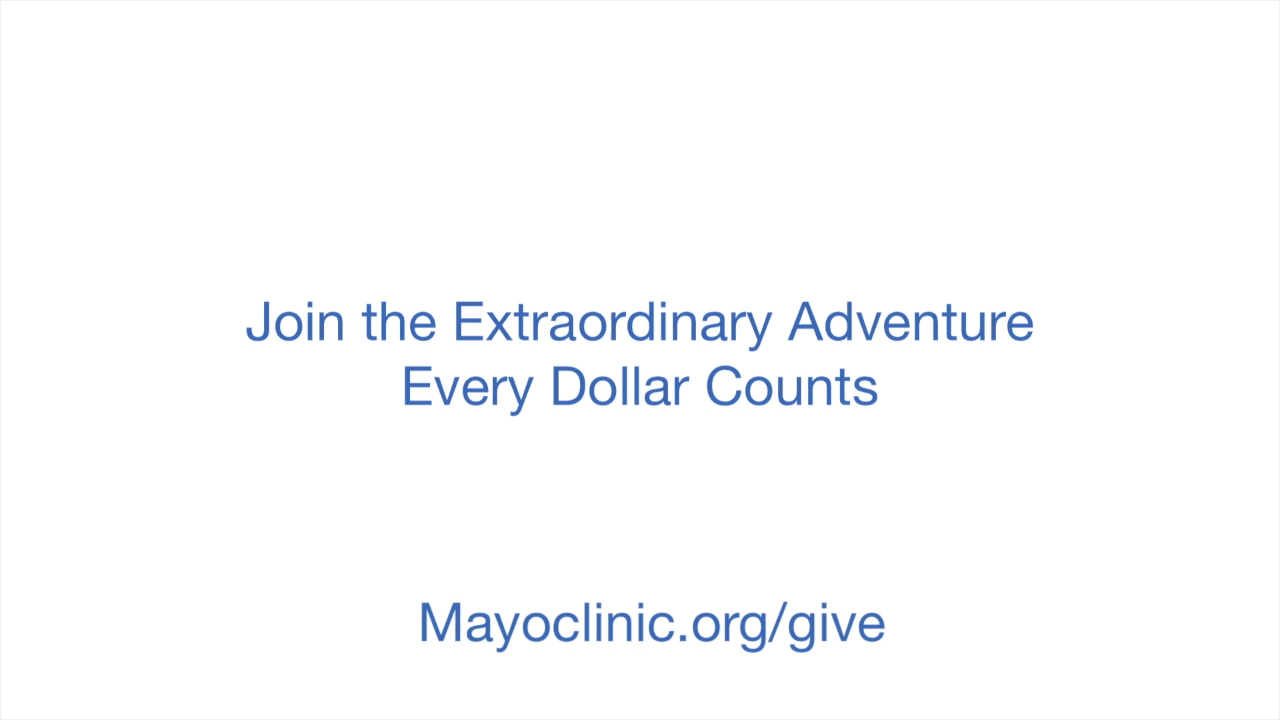 Join the Extraordinary Adventure
Every Dollar Counts
Mayoclinic.org/give